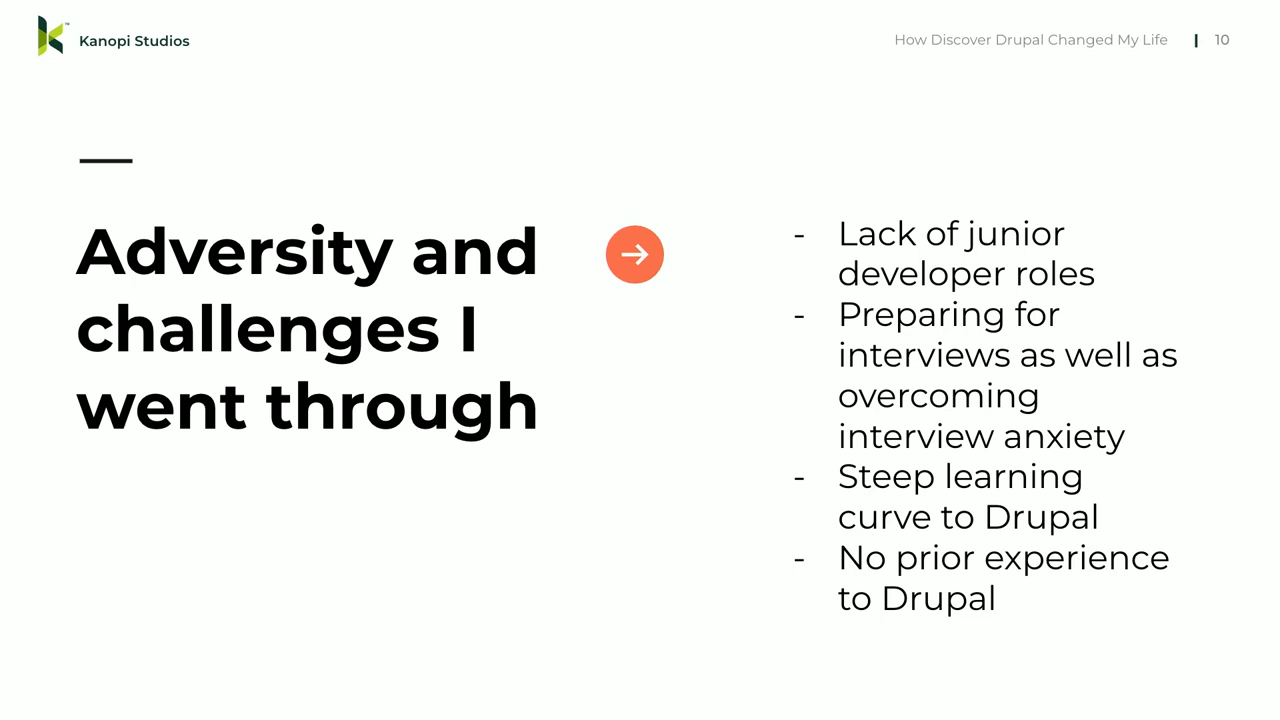 Kanopi Studios
How Discover Drupal Changed My Life | 10
Adversity and
challenges I
went through
- Lack of junior
developer roles
- Preparing for
interviews as well as
overcoming
interview anxiety
- Steep learning
curve to Drupal
- No prior experience
to Drupal